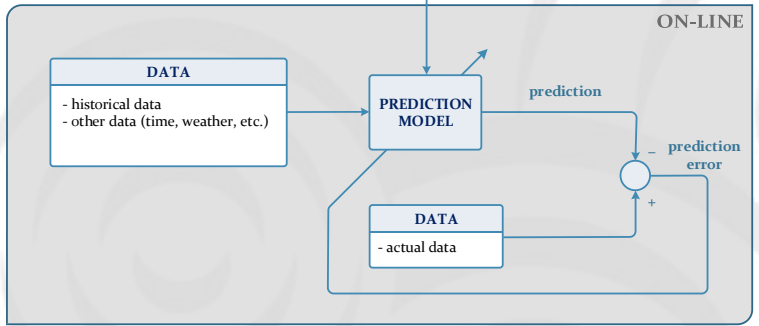 ON-LINE
DATA
- historical data
- other data (time, weather, etc.)
PREDICTION
MODEL
prediction
−
prediction
error
+
DATA
- actual data